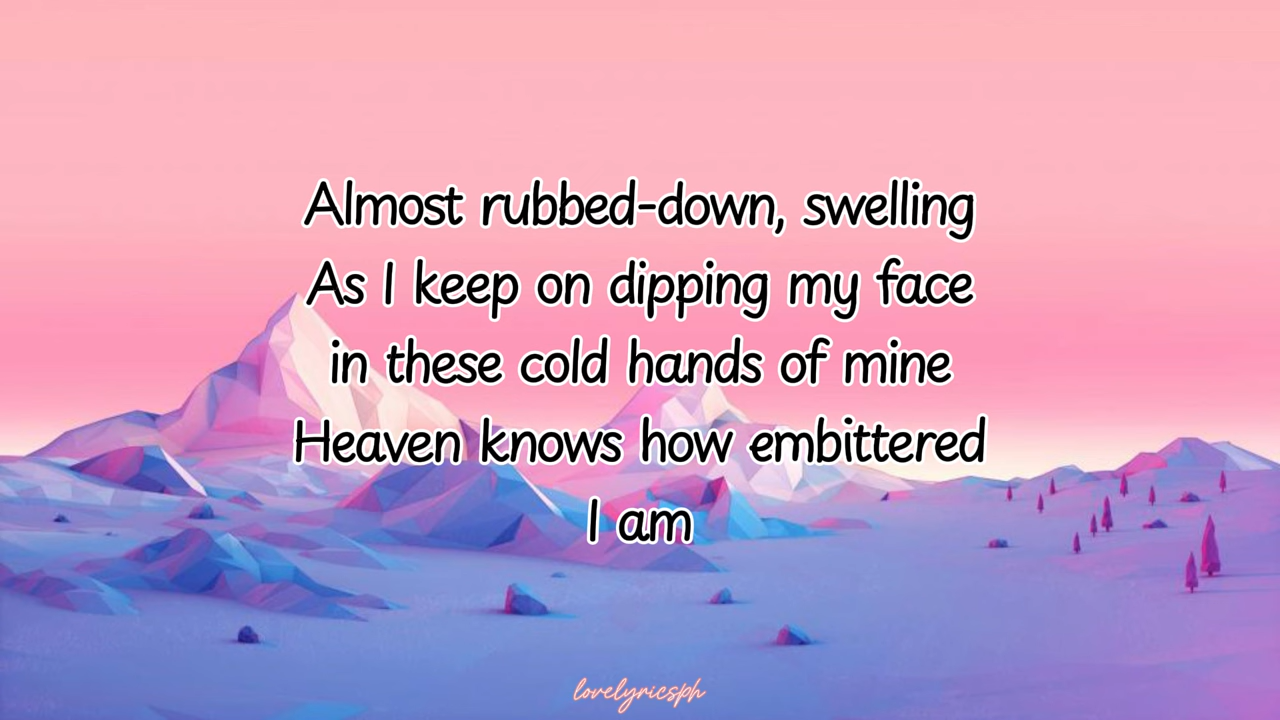 Almost rubbed-down, swelling
As I keep on dipping my face
in these cold hands of mine
Heaven knows how embittered
I am
lovelyricsph